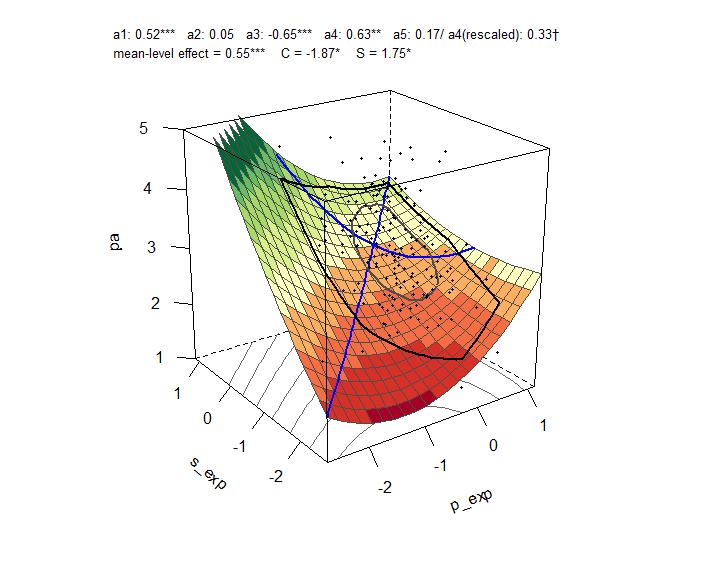 a1: 0.52*** a2: 0.05 a3: -0.65*** a4: 0.63** a5: 0.17/ a4(rescaled): 0.33†
mean-level effect = 0.55*** C = -1.87* S = 1.75*
5
4
3
2
1
pa
1
0
-1
-2
s_exp
-2
-1
0
1
p_exp